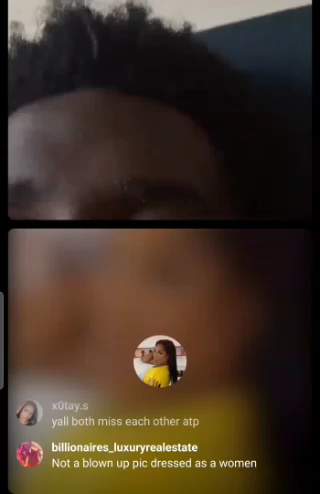 x0tay.s
yall both miss each other atp
billionaires_luxuryrealestate
Not a blown up pic dressed as a women